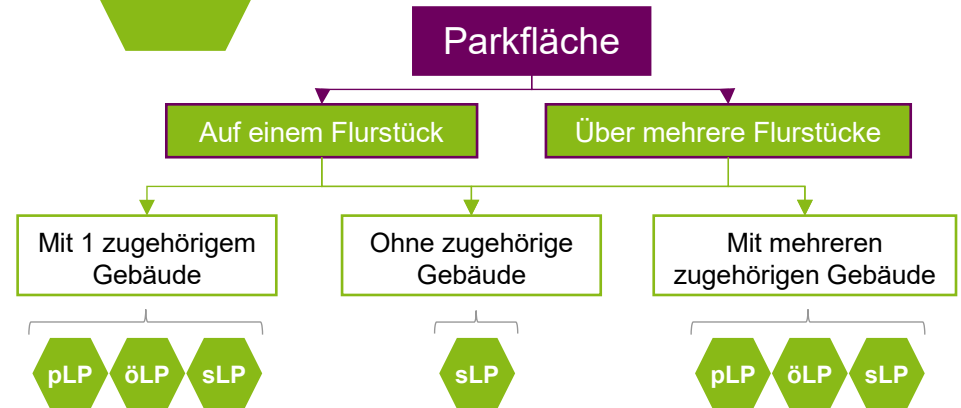 Parkfläche
Auf einem Flurstück
Über mehrere Flurstücke
Mit 1 zugehörigem
Gebäude
Ohne zugehörige
Gebäude
Mit mehreren
zugehörigen Gebäude
pLP
öLP
sLP
sLP
pLP
öLP
sLP